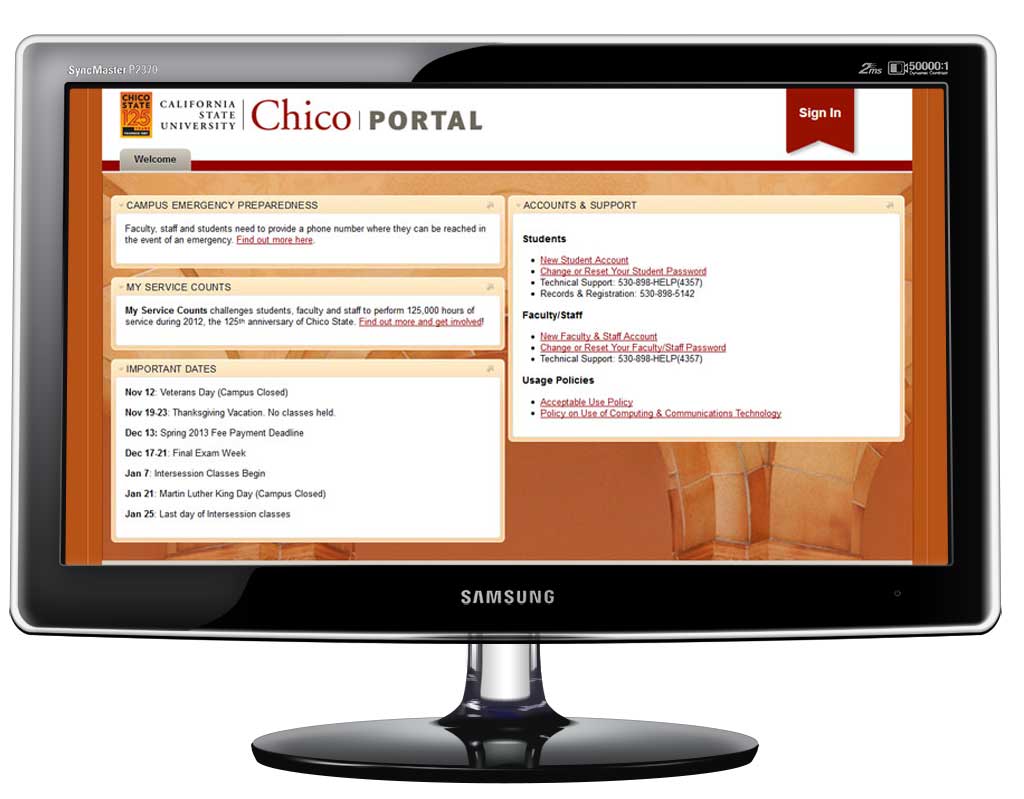 SyncMaster P2370
2ms
50000:1
Dynamic Contrast
CHICO
STATE
125
CALIFORNIA
STATE
UNIVERSITY
Chico
PORTAL
Sign In
Welcome
CAMPUS EMERGENCY PREPAREDNESS
Faculty, staff and students need to provide a phone number where they can be reached in
the event of an emergency. Find out more here.
MY SERVICE COUNTS
My Service Counts challenges students, faculty and staff to perform 125,000 hours of
service during 2012, the 125th anniversary of Chico State. Find out more and get involved!
IMPORTANT DATES
Nov 12: Veterans Day (Campus Closed)
Nov 19-23: Thanksgiving Vacation. No classes held.
Dec 13: Spring 2013 Fee Payment Deadline
Dec 17-21: Final Exam Week
Jan 7: Intersession Classes Begin
Jan 21: Martin Luther King Day (Campus Closed)
Jan 25: Last day of Intersession classes
ACCOUNTS & SUPPORT
Students
New Student Account
Change or Reset Your Student Password
Technical Support: 530-898-HELP(4357)
Records & Registration: 530-898-5142
Faculty/Staff
New Faculty & Staff Account
Change or Reset Your Faculty/Staff Password
Technical Support: 530-898-HELP(4357)
Usage Policies
Acceptable Use Policy
Policy on Use of Computing & Communications Technology
SAMSUNG